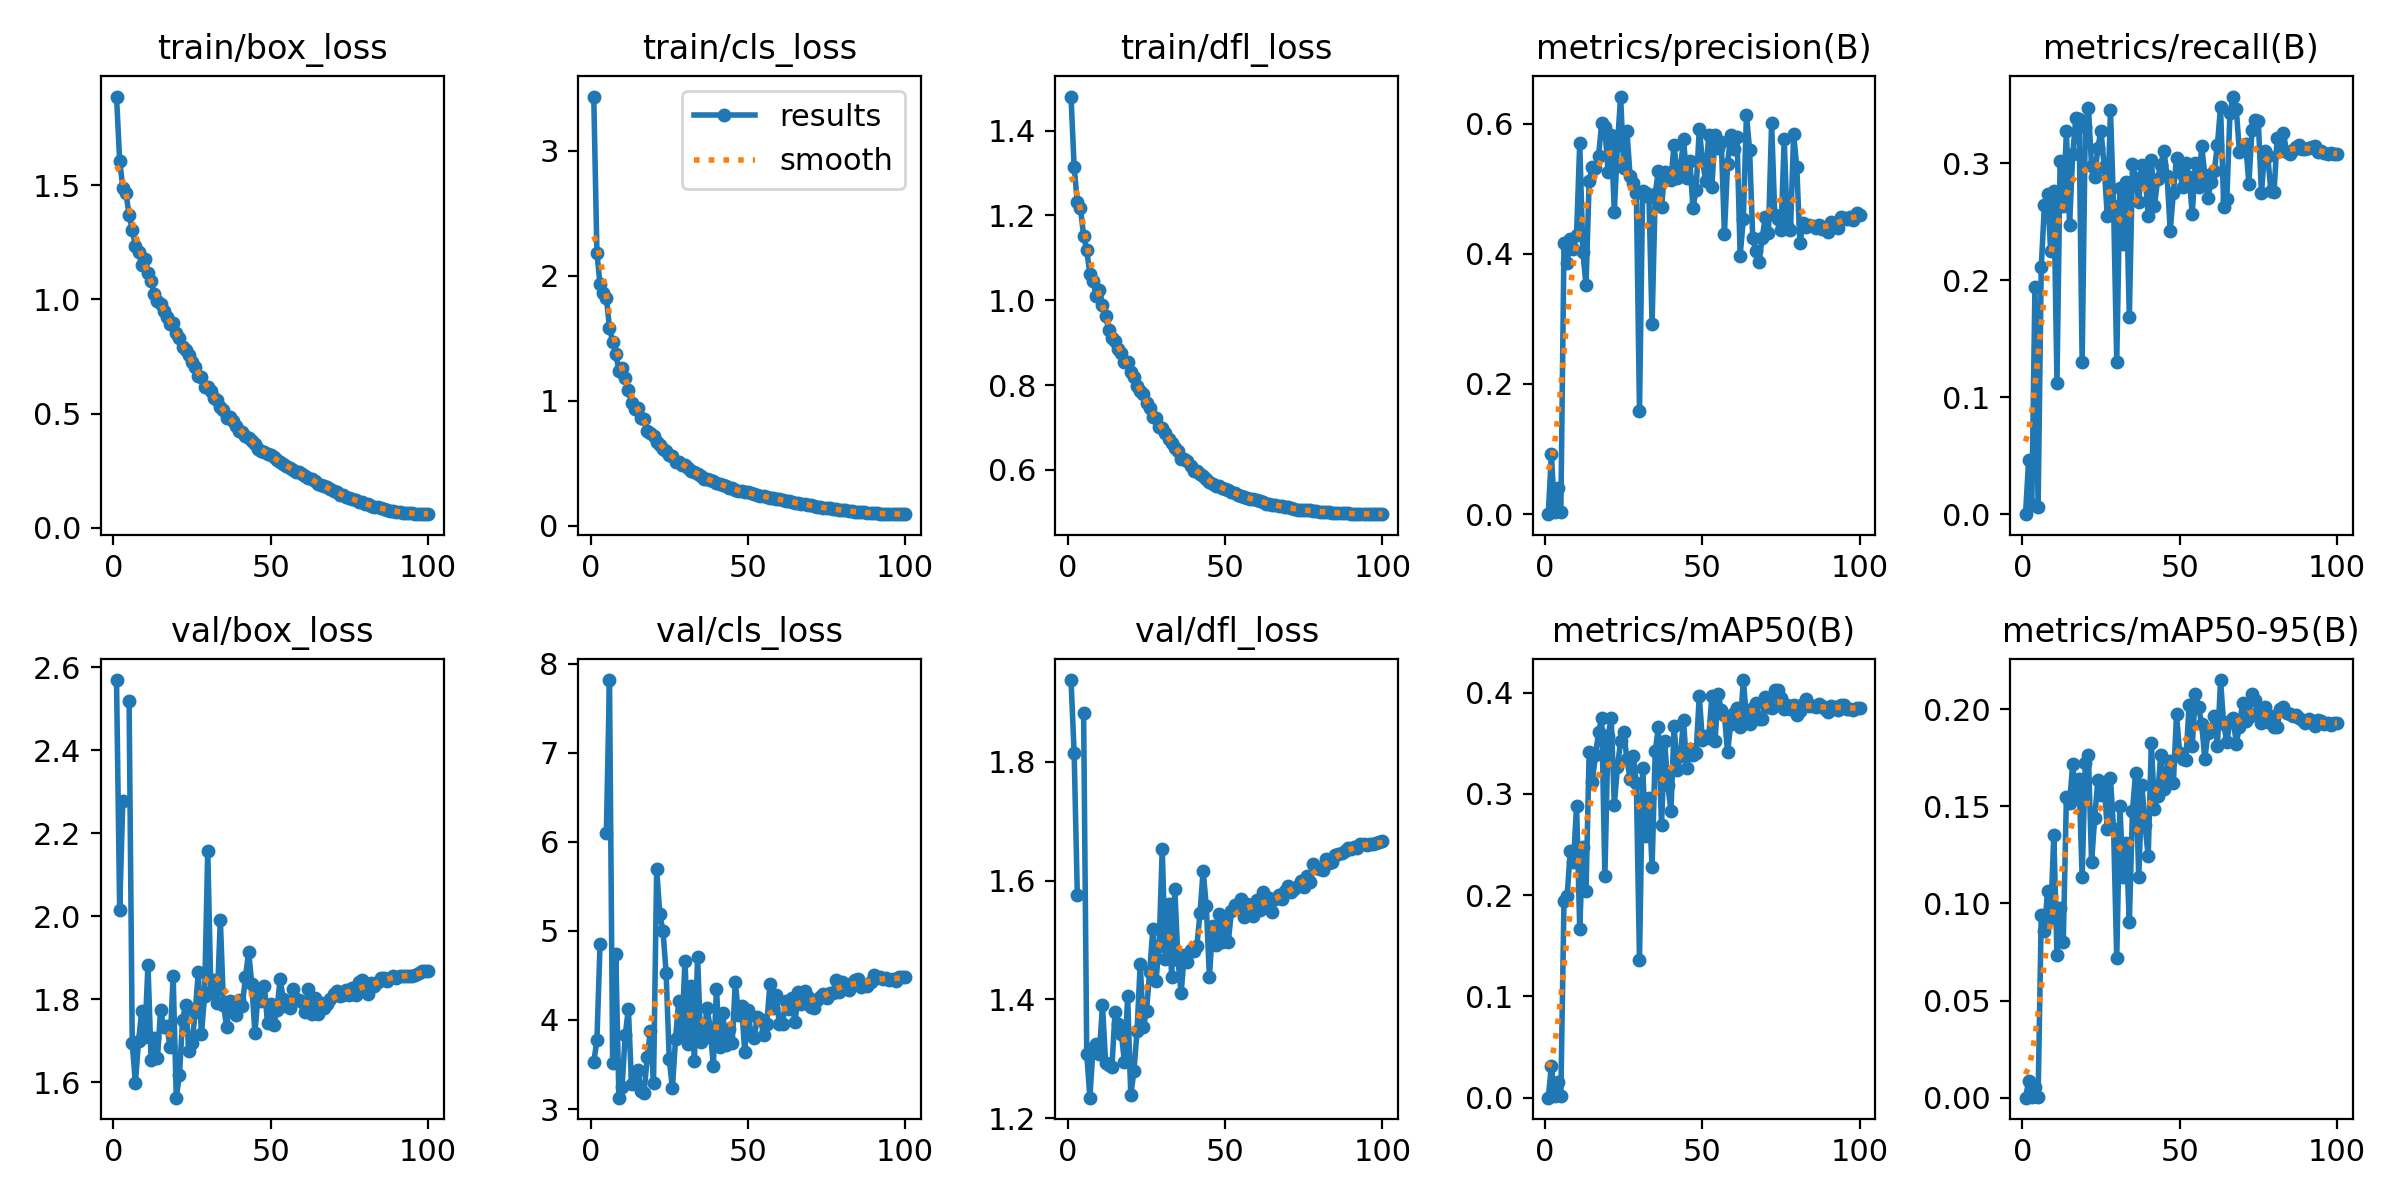 train/box_loss
train/cls_loss
train/dfl_loss
metrics/precision(B)
metrics/recall(B)
results
smooth
1.5
1.0
0.5
0.0
0 50 100
3
2
1
0
0 50 100
1.4
1.2
1.0
0.8
0.6
0 50 100
0.6
0.4
0.2
0.0
0 50 100
0.3
0.2
0.1
0.0
0 50 100
val/box_loss
val/cls_loss
val/dfl_loss
metrics/mAP50(B)
metrics/mAP50-95(B)
2.6
2.4
2.2
2.0
1.8
1.6
0 50 100
8
7
6
5
4
3
0 50 100
1.8
1.6
1.4
1.2
0 50 100
0.4
0.3
0.2
0.1
0.0
0 50 100
0.20
0.15
0.10
0.05
0.00
0 50 100